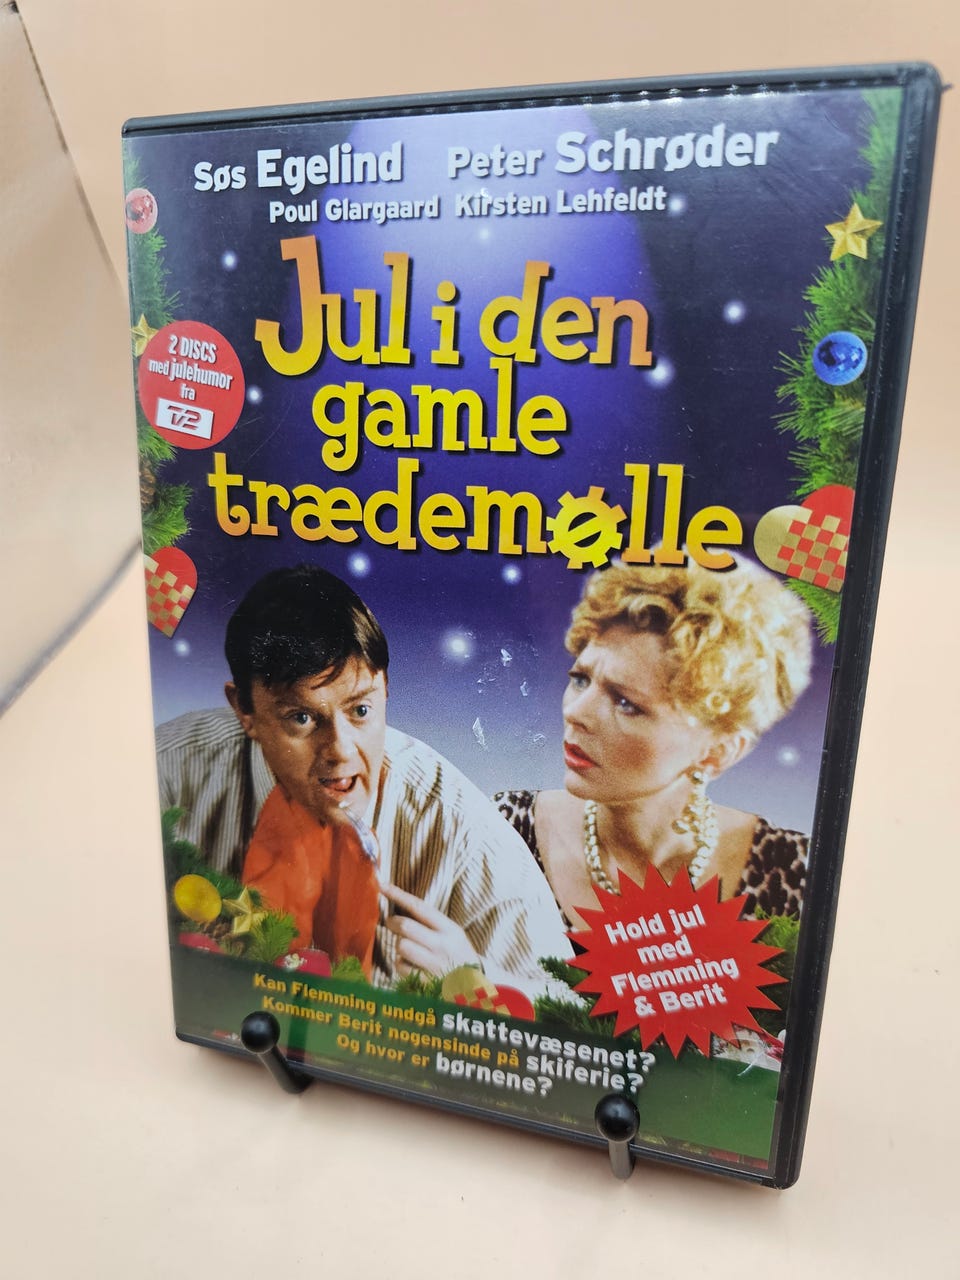 Søs Egelind Peter Schrøder
Poul Glargaard Kirsten Lehfeldt
Jul i den
gamle
trædemølle
2 DISCS
med julehumor
fra
TV2
Hold jul
med
Flemming
& Berit
Kan Flemming undgå skattevæsenet?
Kommer Berit nogensinde på skiferie?
Og hvor er børnene?